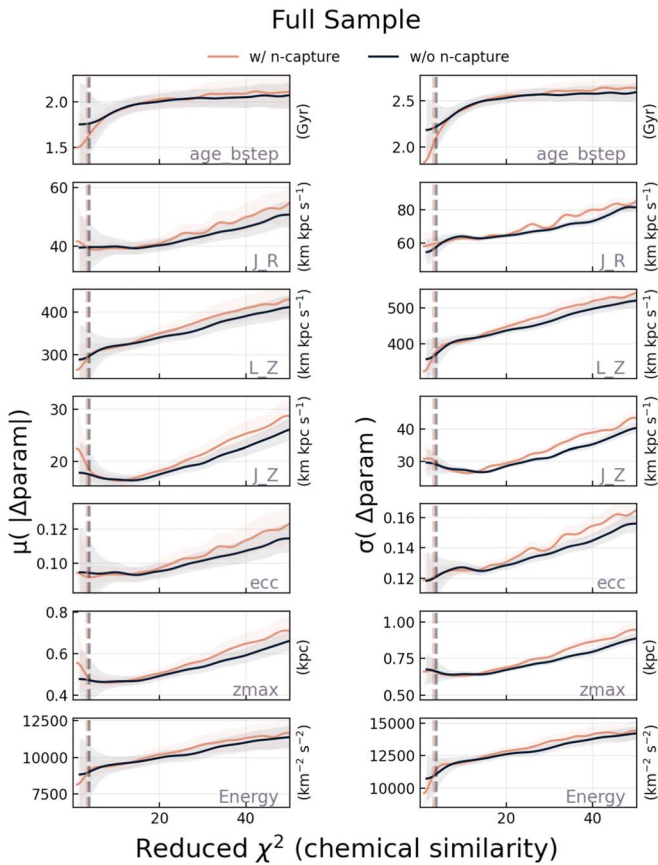 Full Sample
w/ n-capture
w/o n-capture
2.0
1.5
age_bstep
(Gyr)
2.5
2.0
age_bstep
(Gyr)
60
40
J_R
(km kpc s⁻¹)
80
60
J_R
(km kpc s⁻¹)
400
300
L_Z
(km kpc s⁻¹)
500
400
L_Z
(km kpc s⁻¹)
30
20
J_Z
(km kpc s⁻¹)
40
30
J_Z
(km kpc s⁻¹)
μ( |Δparam|)
σ( Δparam )
0.12
0.10
ecc
0.16
0.14
0.12
ecc
0.8
0.6
0.4
zmax
(kpc)
1.00
0.75
0.50
zmax
(kpc)
12500
10000
7500
Energy
(km⁻² s⁻²)
15000
12500
10000
Energy
(km⁻² s⁻²)
20
40
20
40
Reduced χ² (chemical similarity)